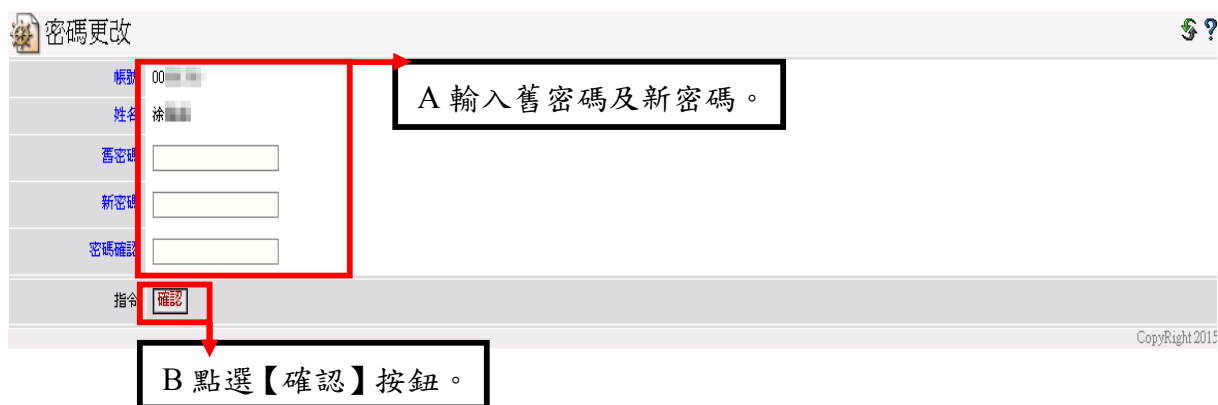 密碼更改
?
帳號 00
A 輸入舊密碼及新密碼。
姓名 涂
舊密碼
新密碼
密碼確認
指令 確認
CopyRight 2015
B 點選【確認】按鈕。